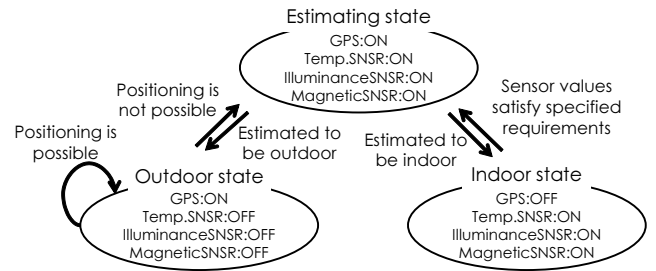 Estimating state
GPS:ON
Temp.SNSR:ON
IlluminanceSNSR:ON
MagneticSNSR:ON
Positioning is
not possible
Sensor values
satisfy specified
requirements
Positioning is
possible
Estimated to
be outdoor
Estimated to
be indoor
Outdoor state
GPS:ON
Temp.SNSR:OFF
IlluminanceSNSR:OFF
MagneticSNSR:OFF
Indoor state
GPS:OFF
Temp.SNSR:ON
IlluminanceSNSR:ON
MagneticSNSR:ON